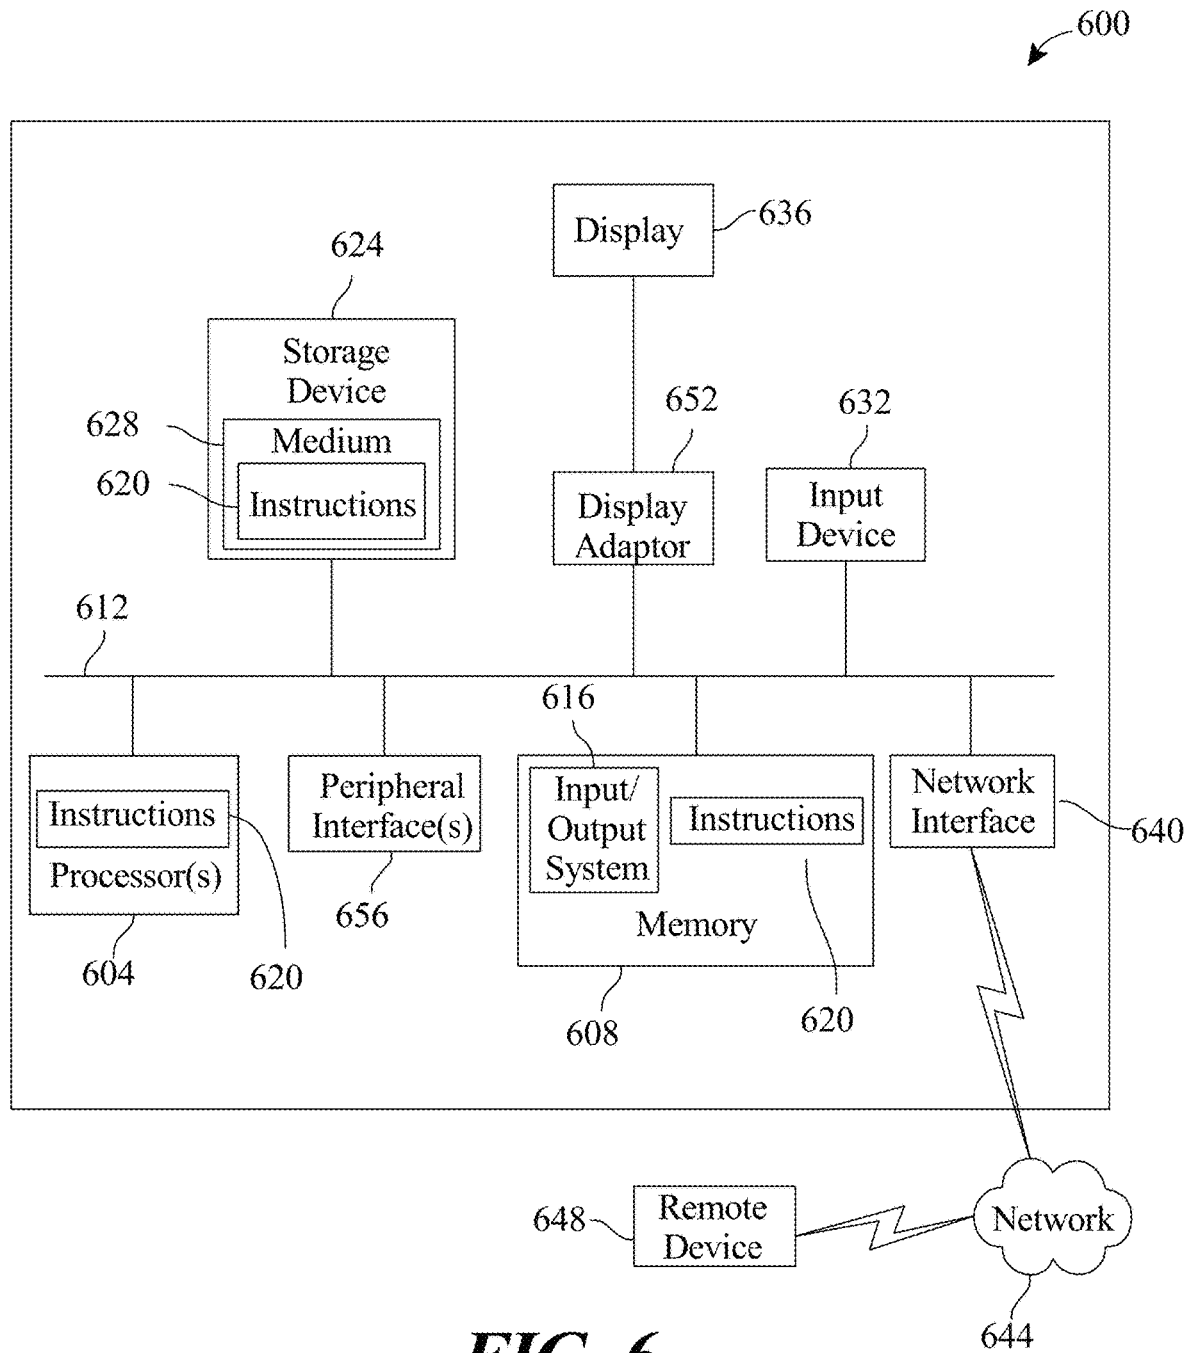 600
Display
636
624
Storage
Device
652
632
628
Medium
620
Instructions
Display
Adaptor
Input
Device
612
616
Instructions
Processor(s)
604
620
Peripheral
Interface(s)
656
Input/
Output
System
Instructions
Memory
608
620
Network
Interface
640
648
Remote
Device
Network
644
FIG. 6